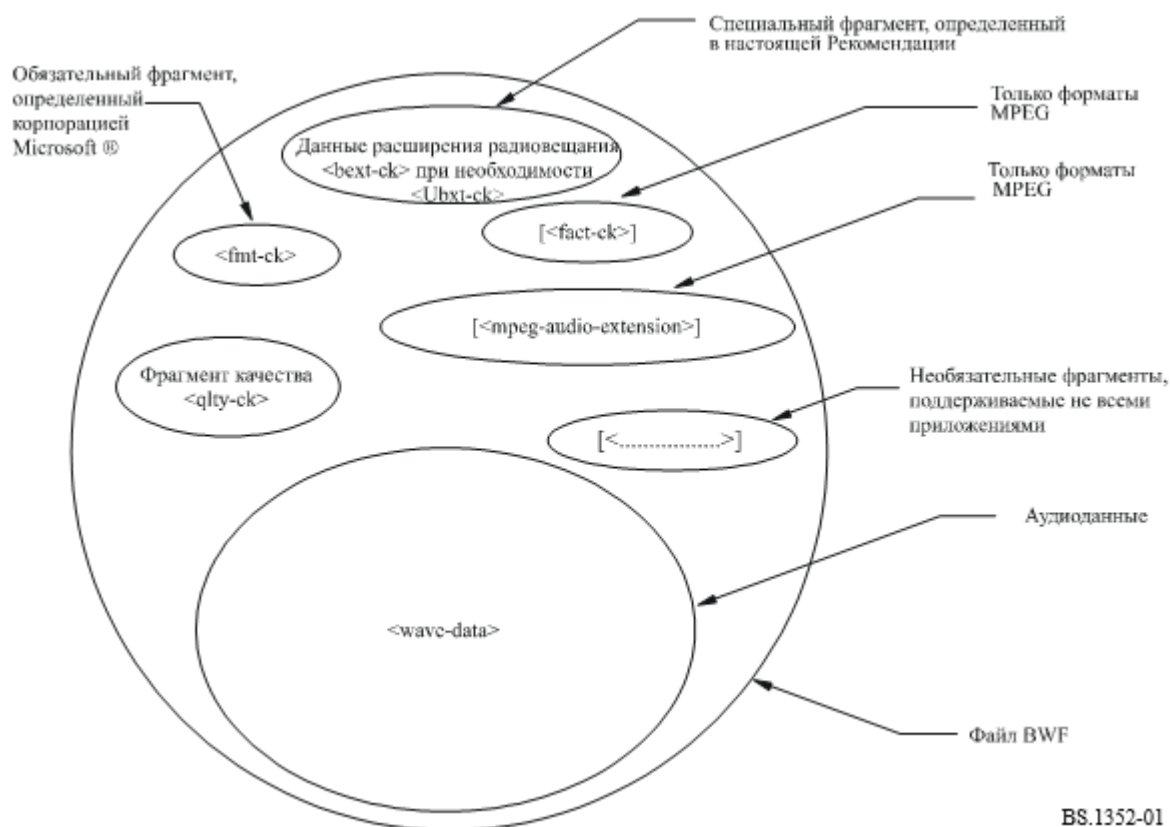 Специальный фрагмент, определенный
в настоящей Рекомендации
Обязательный фрагмент,
определенный
корпорацией
Microsoft ®
Только форматы
MPEG
Данные расширения радиовещания
<bext-ck> при необходимости
<Ubxt-ck>
Только форматы
MPEG
[<fact-ck>]
<fmt-ck>
[<mpeg-audio-extension>]
Фрагмент качества
<qlty-ck>
Необязательные фрагменты,
поддерживаемые не всеми
приложениями
[<..................>]
Аудиоданные
<wave-data>
Файл BWF
BS.1352-01